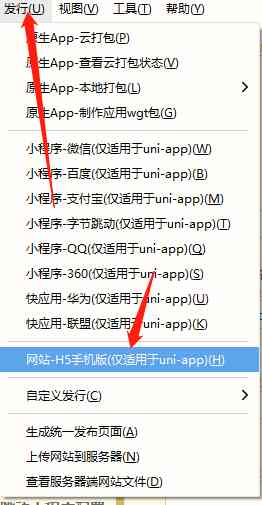 发行(U) 视图(V) 工具(T) 帮助(Y)
原生App-云打包(P)
原生App-查看云打包状态(V)
原生App-本地打包(L)
原生App-制作应用wgt包(G)
小程序-微信(仅适用于uni-app)(W)
小程序-百度(仅适用于uni-app)(B)
小程序-支付宝(仅适用于uni-app)(M)
小程序-字节跳动(仅适用于uni-app)(T)
小程序-QQ(仅适用于uni-app)(Q)
小程序-360(仅适用于uni-app)(S)
快应用-华为(仅适用于uni-app)(U)
快应用-联盟(仅适用于uni-app)(K)
网站-H5手机版(仅适用于uni-app)(H)
自定义发行(C)
生成统一发布页面(A)
上传网站到服务器(N)
查看服务器端网站文件(D)